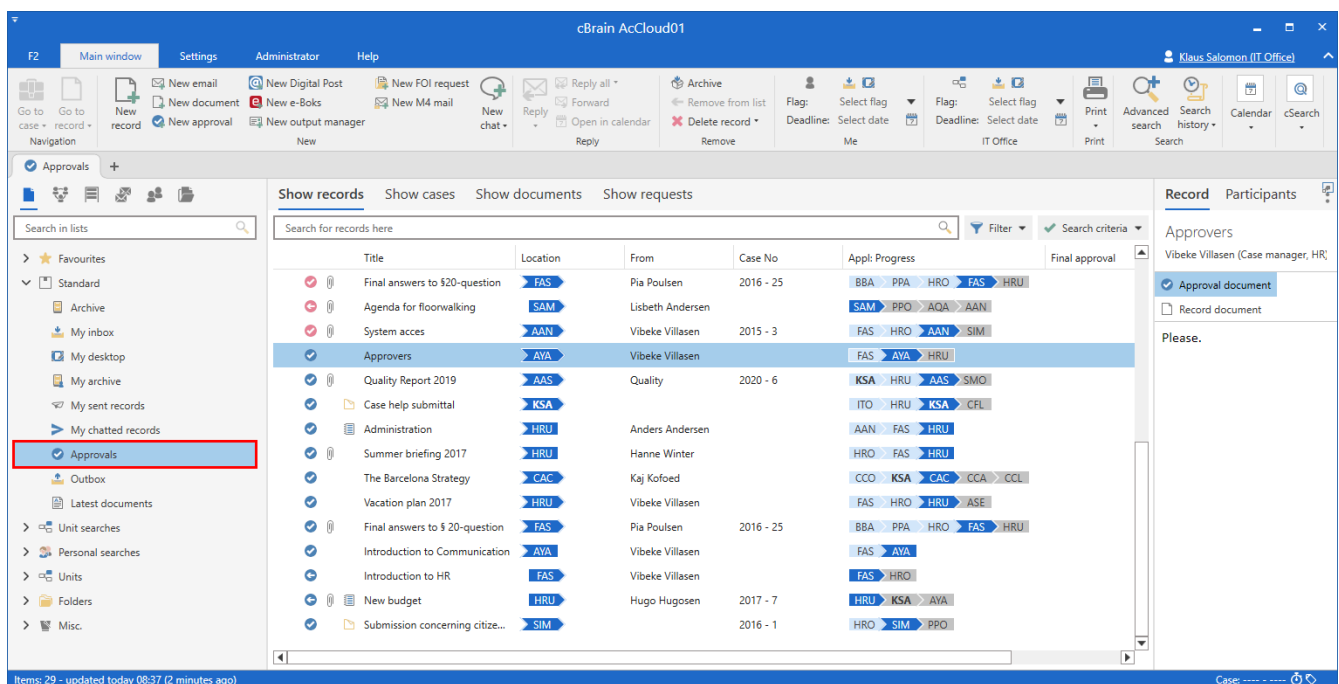 cBrain AcCloud01
F2 Main window Settings Administrator Help Klaus Salomon (IT Office)
Go to case Go to record
Navigation
New record
New email
New document
New approval
New Digital Post
New e-Boks
New output manager
New FOI request
New M4 mail
New chat
New
Reply
Reply all
Forward
Open in calendar
Reply
Archive
Remove from list
Delete record
Remove
Flag: Select flag
Deadline: Select date
Me
Flag: Select flag
Deadline: Select date
IT Office
Print
Print
Advanced search
Search history
Search
Calendar
cSearch
Approvals +
Search in lists
Favourites
Standard
Archive
My inbox
My desktop
My archive
My sent records
My chatted records
Approvals
Outbox
Latest documents
Unit searches
Personal searches
Units
Folders
Misc.
Show records Show cases Show documents Show requests
Search for records here Filter Search criteria
Title Location From Case No Appl: Progress Final approval
Final answers to §20-question FAS Pia Poulsen 2016 - 25 BBA PPA HRO FAS HRU
Agenda for floorwalking SAM Lisbeth Andersen SAM PPO AQA AAN
System acces AAN Vibeke Villasen 2015 - 3 FAS HRO AAN SIM
Approvers AYA Vibeke Villasen FAS AYA HRU
Quality Report 2019 AAS Quality 2020 - 6 KSA HRU AAS SMO
Case help submittal KSA ITO HRU KSA CFL
Administration HRU Anders Andersen AAN FAS HRU
Summer briefing 2017 HRU Hanne Winter HRO FAS HRU
The Barcelona Strategy CAC Kaj Kofoed CCO KSA CAC CCA CCL
Vacation plan 2017 HRU Vibeke Villasen FAS HRO HRU ASE
Final answers to § 20-question FAS Pia Poulsen 2016 - 25 BBA PPA HRO FAS HRU
Introduction to Communication AYA Vibeke Villasen FAS AYA
Introduction to HR FAS Vibeke Villasen FAS HRO
New budget HRU Hugo Hugosen 2017 - 7 HRU KSA AYA
Submission concerning citize... SIM 2016 - 1 HRO SIM PPO
Record Participants
Approvers
Vibeke Villasen (Case manager, HR)
Approval document
Record document
Please.
Items: 29 - updated today 08:37 (2 minutes ago) Case: ---- - ----